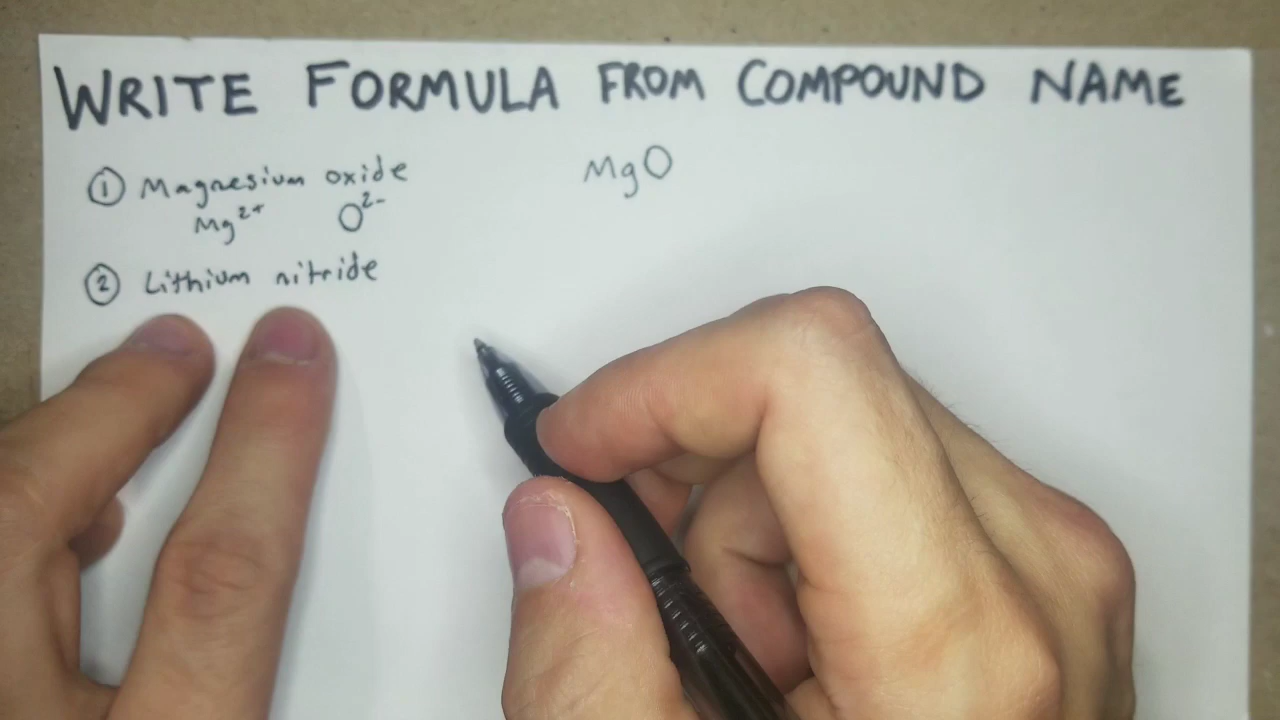 WRITE FORMULA FROM COMPOUND NAME
① Magnesium oxide MgO
Mg²⁺ O²⁻
② Lithium nitride